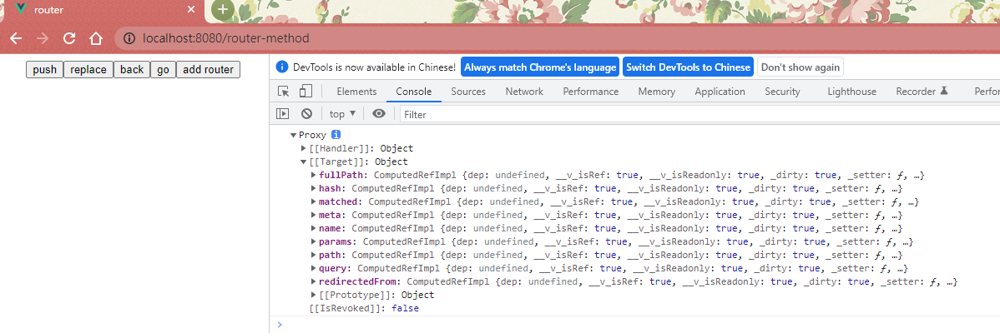 router
localhost:8080/router-method
push replace back go add router
DevTools is now available in Chinese! Always match Chrome's language Switch DevTools to Chinese Don't show again
Elements Console Sources Network Performance Memory Application Security Lighthouse Recorder Perfor
top Filter
Proxy
[[Handler]]: Object
[[Target]]: Object
fullPath: ComputedRefImpl {dep: undefined, __v_isRef: true, __v_isReadonly: true, _dirty: true, _setter: ƒ, …}
hash: ComputedRefImpl {dep: undefined, __v_isRef: true, __v_isReadonly: true, _dirty: true, _setter: ƒ, …}
matched: ComputedRefImpl {dep: undefined, __v_isRef: true, __v_isReadonly: true, _dirty: true, _setter: ƒ, …}
meta: ComputedRefImpl {dep: undefined, __v_isRef: true, __v_isReadonly: true, _dirty: true, _setter: ƒ, …}
name: ComputedRefImpl {dep: undefined, __v_isRef: true, __v_isReadonly: true, _dirty: true, _setter: ƒ, …}
params: ComputedRefImpl {dep: undefined, __v_isRef: true, __v_isReadonly: true, _dirty: true, _setter: ƒ, …}
path: ComputedRefImpl {dep: undefined, __v_isRef: true, __v_isReadonly: true, _dirty: true, _setter: ƒ, …}
query: ComputedRefImpl {dep: undefined, __v_isRef: true, __v_isReadonly: true, _dirty: true, _setter: ƒ, …}
redirectedFrom: ComputedRefImpl {dep: undefined, __v_isRef: true, __v_isReadonly: true, _dirty: true, _setter: ƒ, …}
[[Prototype]]: Object
[[IsRevoked]]: false